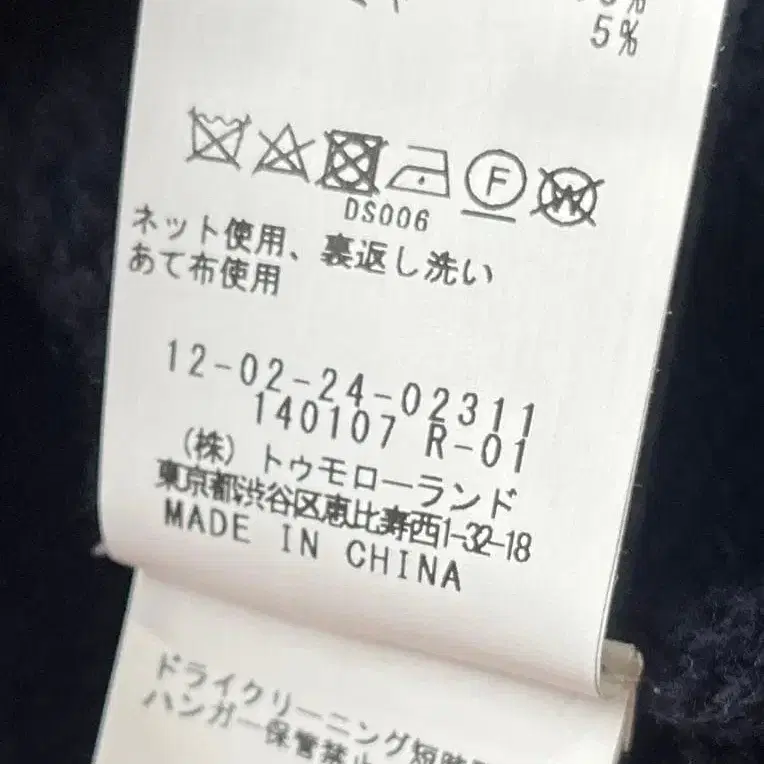 5%
F W
DS006
ネット使用、裏返し洗い
あて布使用
12-02-24-02311
140107 R-01
(株) トゥモローランド
東京都渋谷区恵比寿西1-32-18
MADE IN CHINA
ドライクリーニング短時
ハンガー保管禁止